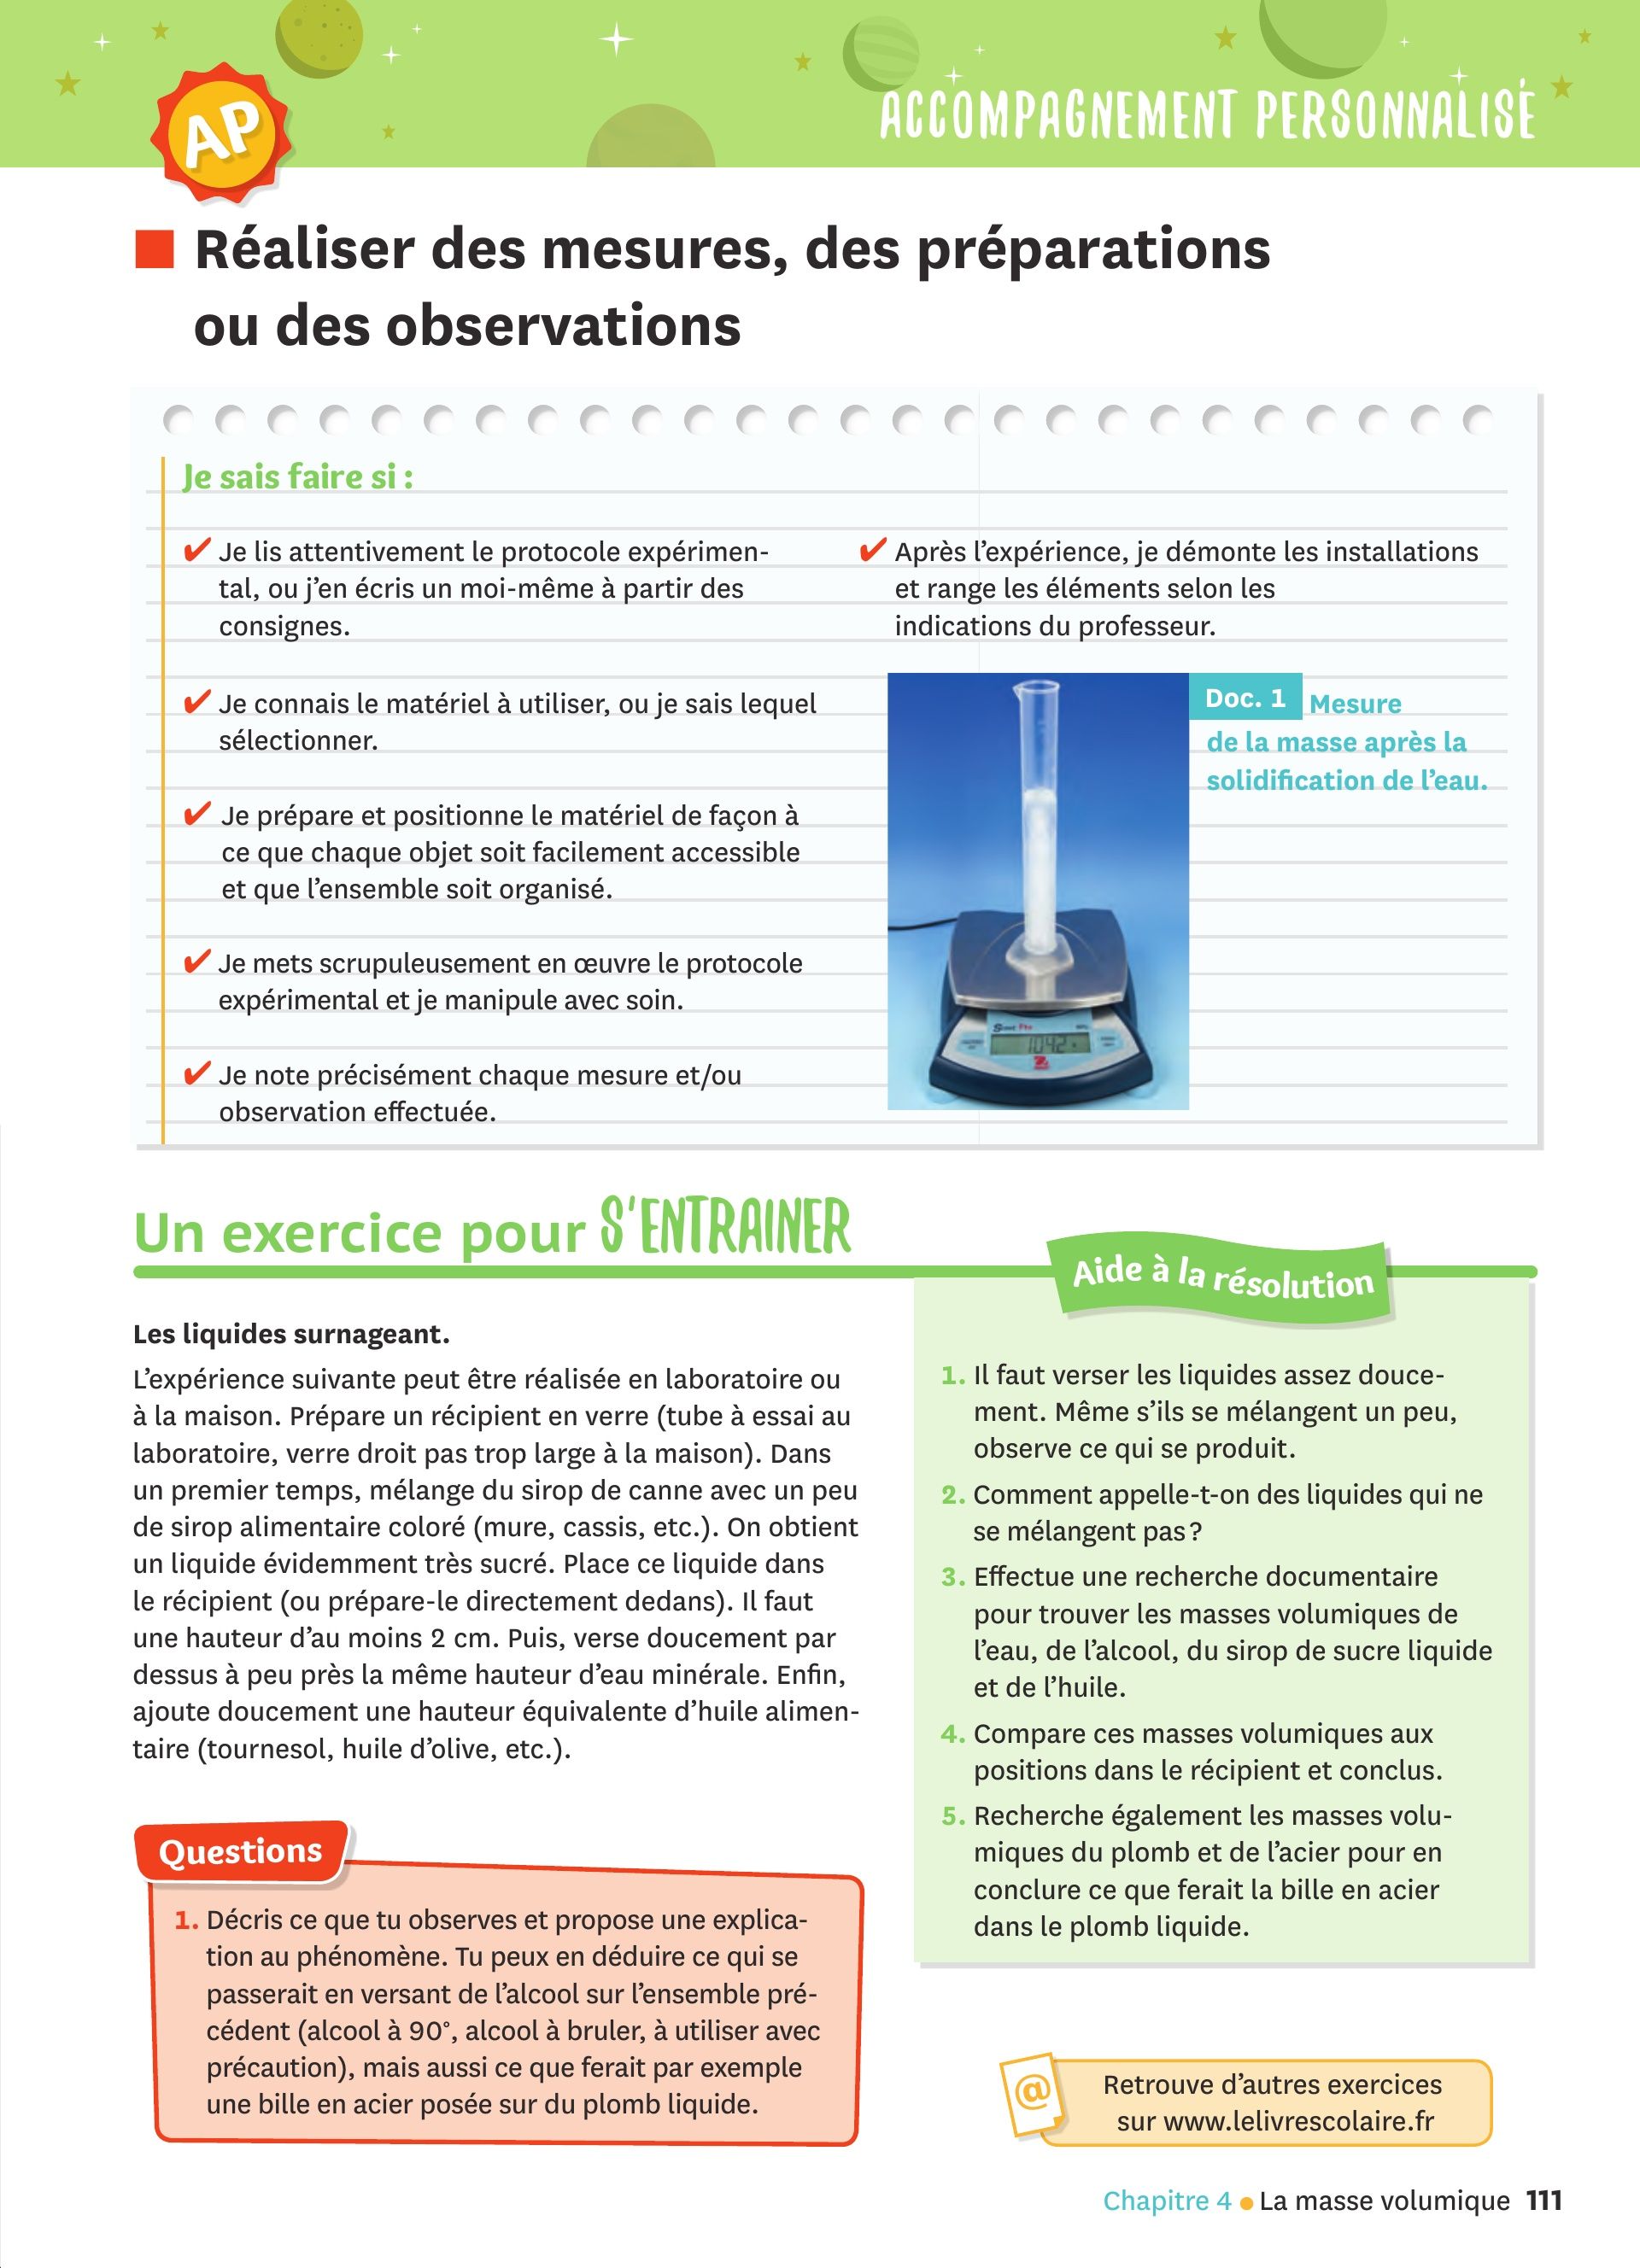 AP
ACCOMPAGNEMENT PERSONNALISÉ
Réaliser des mesures, des préparations
ou des observations
Je sais faire si :
✔ Je lis attentivement le protocole expérimen-
tal, ou j'en écris un moi-même à partir des
consignes.
✔ Je connais le matériel à utiliser, ou je sais lequel
sélectionner.
✔ Je prépare et positionne le matériel de façon à
ce que chaque objet soit facilement accessible
et que l'ensemble soit organisé.
✔ Je mets scrupuleusement en œuvre le protocole
expérimental et je manipule avec soin.
✔ Je note précisément chaque mesure et/ou
observation effectuée.
✔ Après l'expérience, je démonte les installations
et range les éléments selon les
indications du professeur.
Doc. 1 Mesure
de la masse après la
solidification de l'eau.
Scout Pro
104.2
Un exercice pour S'ENTRAINER
Les liquides surnageant.
L'expérience suivante peut être réalisée en laboratoire ou
à la maison. Prépare un récipient en verre (tube à essai au
laboratoire, verre droit pas trop large à la maison). Dans
un premier temps, mélange du sirop de canne avec un peu
de sirop alimentaire coloré (mure, cassis, etc.). On obtient
un liquide évidemment très sucré. Place ce liquide dans
le récipient (ou prépare-le directement dedans). Il faut
une hauteur d'au moins 2 cm. Puis, verse doucement par
dessus à peu près la même hauteur d'eau minérale. Enfin,
ajoute doucement une hauteur équivalente d'huile alimen-
taire (tournesol, huile d'olive, etc.).
Questions
1. Décris ce que tu observes et propose une explica-
tion au phénomène. Tu peux en déduire ce qui se
passerait en versant de l'alcool sur l'ensemble pré-
cédent (alcool à 90°, alcool à bruler, à utiliser avec
précaution), mais aussi ce que ferait par exemple
une bille en acier posée sur du plomb liquide.
Aide à la résolution
1. Il faut verser les liquides assez douce-
ment. Même s'ils se mélangent un peu,
observe ce qui se produit.
2. Comment appelle-t-on des liquides qui ne
se mélangent pas ?
3. Effectue une recherche documentaire
pour trouver les masses volumiques de
l'eau, de l'alcool, du sirop de sucre liquide
et de l'huile.
4. Compare ces masses volumiques aux
positions dans le récipient et conclus.
5. Recherche également les masses volu-
miques du plomb et de l'acier pour en
conclure ce que ferait la bille en acier
dans le plomb liquide.
@
Retrouve d'autres exercices
sur www.lelivrescolaire.fr
Chapitre 4 • La masse volumique 111